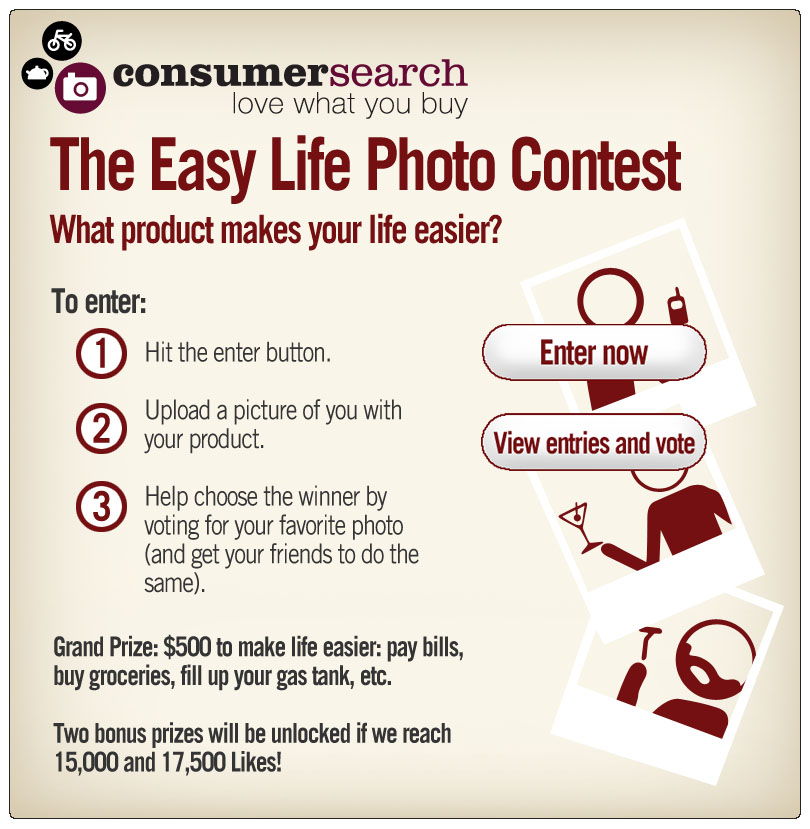 consumersearch
love what you buy
The Easy Life Photo Contest
What product makes your life easier?
To enter:
1 Hit the enter button.
2 Upload a picture of you with
your product.
3 Help choose the winner by
voting for your favorite photo
(and get your friends to do the
same).
Enter now
View entries and vote
Grand Prize: $500 to make life easier: pay bills,
buy groceries, fill up your gas tank, etc.
Two bonus prizes will be unlocked if we reach
15,000 and 17,500 Likes!